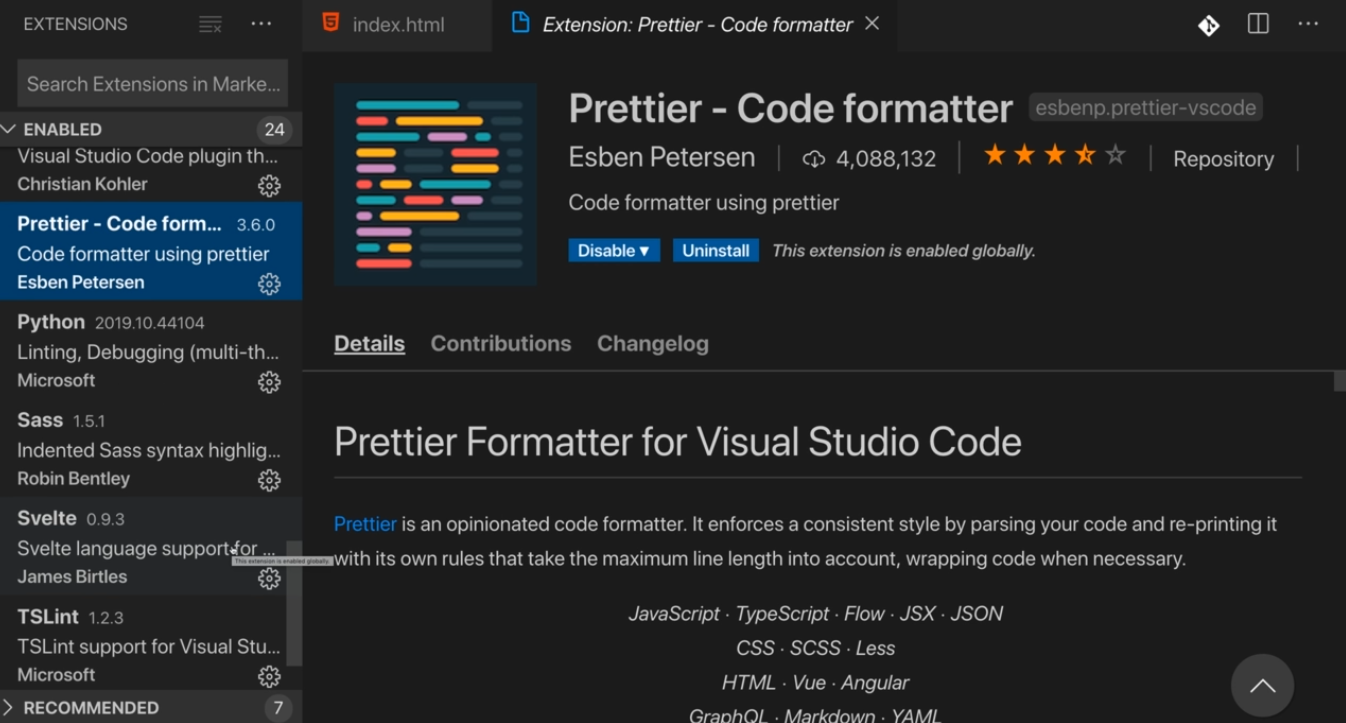 EXTENSIONS
index.html
Extension: Prettier - Code formatter
Search Extensions in Marke...
ENABLED 24
Visual Studio Code plugin th...
Christian Kohler
Prettier - Code form... 3.6.0
Code formatter using prettier
Esben Petersen
Python 2019.10.44104
Linting, Debugging (multi-th...
Microsoft
Sass 1.5.1
Indented Sass syntax highlig...
Robin Bentley
Svelte 0.9.3
Svelte language support for ...
This extension is enabled globally.
James Birtles
TSLint 1.2.3
TSLint support for Visual Stu...
Microsoft
RECOMMENDED 7
Prettier - Code formatter esbenp.prettier-vscode
Esben Petersen 4,088,132 Repository
Code formatter using prettier
Disable Uninstall This extension is enabled globally.
Details Contributions Changelog
Prettier Formatter for Visual Studio Code
Prettier is an opinionated code formatter. It enforces a consistent style by parsing your code and re-printing it
with its own rules that take the maximum line length into account, wrapping code when necessary.
JavaScript · TypeScript · Flow · JSX · JSON
CSS · SCSS · Less
HTML · Vue · Angular
GraphQL · Markdown · YAML